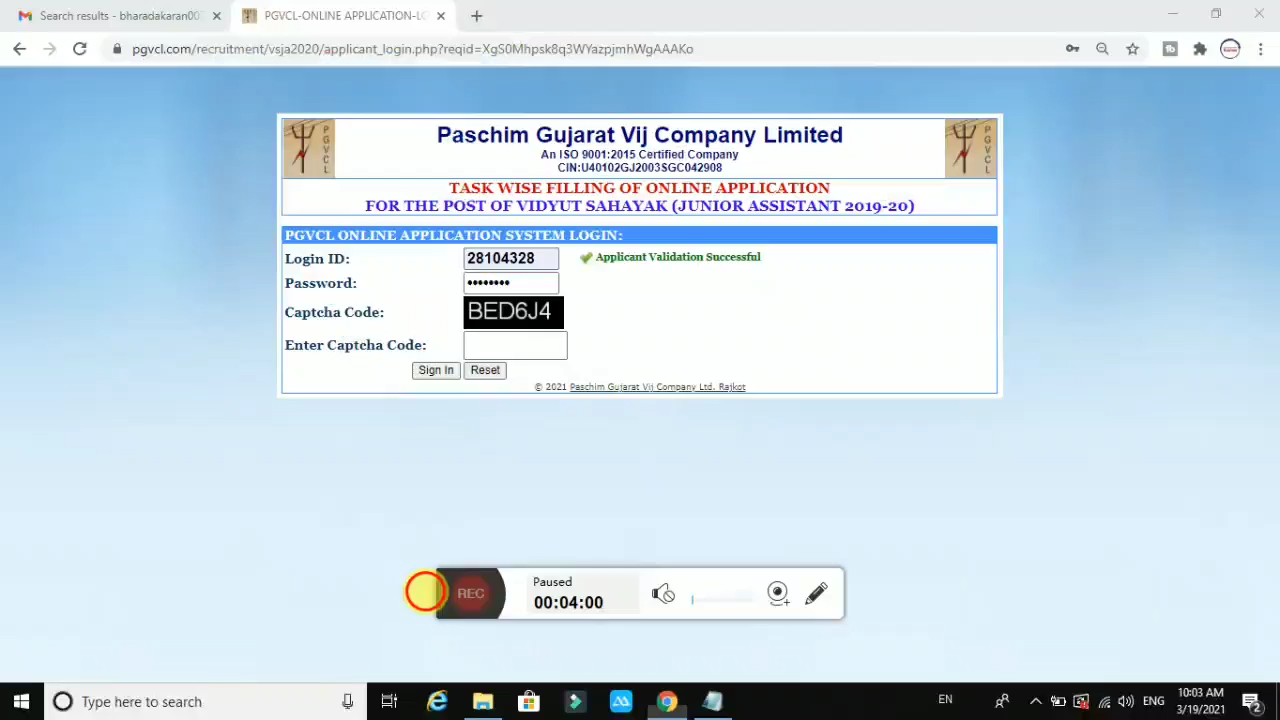 Search results - bharadakaran00
PGVCL-ONLINE APPLICATION-LO
pgvcl.com/recruitment/vsja2020/applicant_login.php?reqid=XgS0Mhpsk8q3WYazpjmhWgAAAKo
PGVCL
Paschim Gujarat Vij Company Limited
PGVCL
An ISO 9001:2015 Certified Company
CIN:U40102GJ2003SGC042908
TASK WISE FILLING OF ONLINE APPLICATION
FOR THE POST OF VIDYUT SAHAYAK (JUNIOR ASSISTANT 2019-20)
PGVCL ONLINE APPLICATION SYSTEM LOGIN:
Login ID: 28104328 Applicant Validation Successful
Password: ••••••••
Captcha Code: BED6J4
Enter Captcha Code:
Sign In Reset
© 2021 Paschim Gujarat Vij Company Ltd. Rajkot
Paused
REC
00:04:00
Type here to search
EN
ENG
10:03 AM
3/19/2021
2